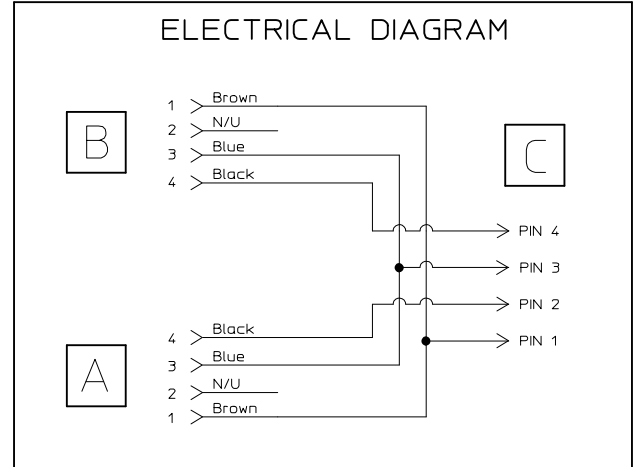 ELECTRICAL DIAGRAM
B
1 Brown
2 N/U
3 Blue
4 Black
C
PIN 4
PIN 3
PIN 2
PIN 1
A
4 Black
3 Blue
2 N/U
1 Brown